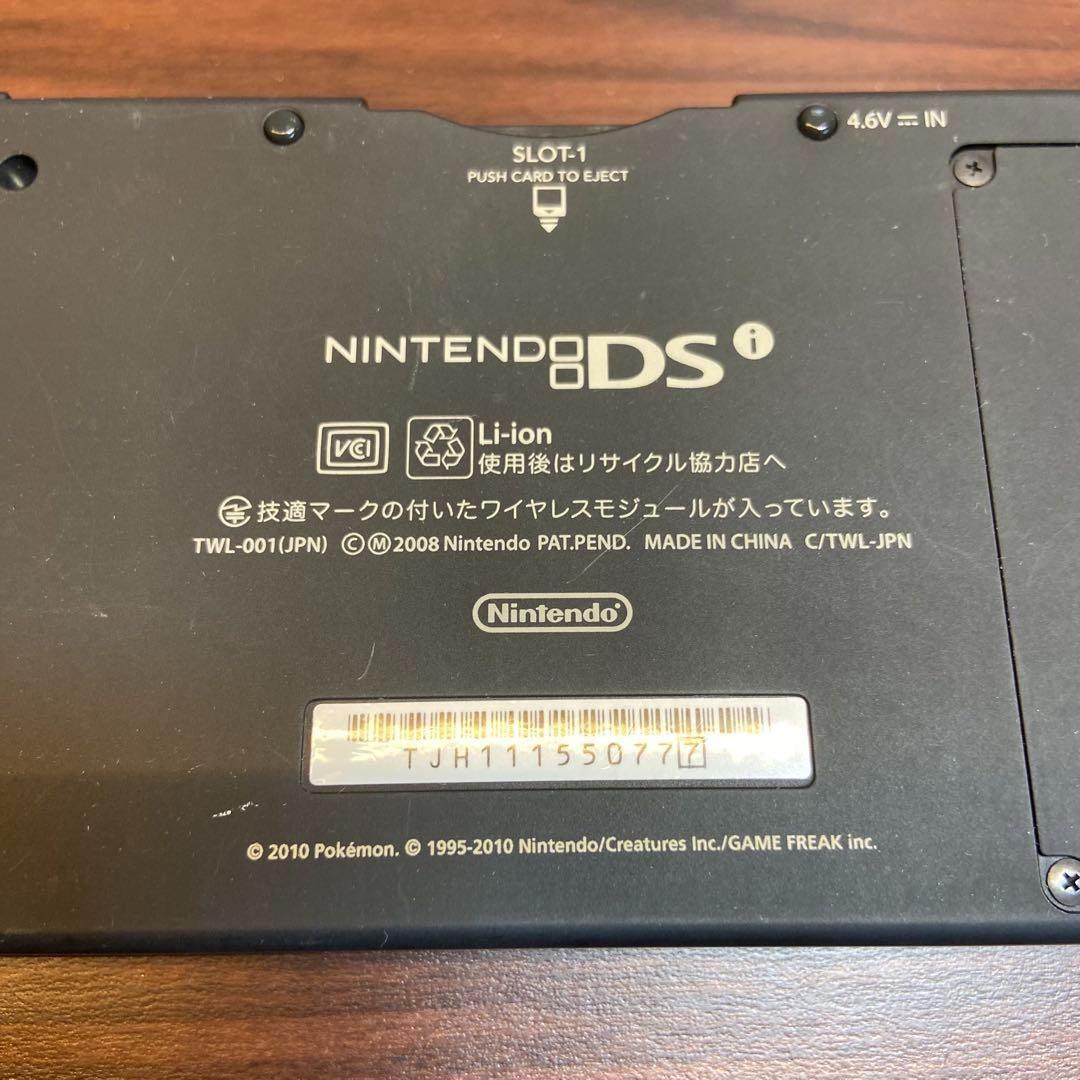 4.6V ⎓ IN
SLOT-1
PUSH CARD TO EJECT
NINTENDO DS i
VCI
Li-ion
使用後はリサイクル協力店へ
技適マークの付いたワイヤレスモジュールが入っています。
TWL-001(JPN) ©Ⓜ2008 Nintendo PAT.PEND. MADE IN CHINA C/TWL-JPN
Nintendo®
TJH111550777
© 2010 Pokémon. © 1995-2010 Nintendo/Creatures Inc./GAME FREAK inc.